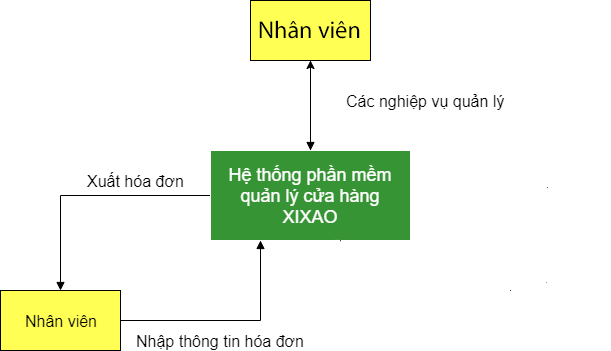 Nhân viên
Các nghiệp vụ quản lý
Hệ thống phần mềm
quản lý cửa hàng
XIXAO
Xuất hóa đơn
Nhân viên
Nhập thông tin hóa đơn